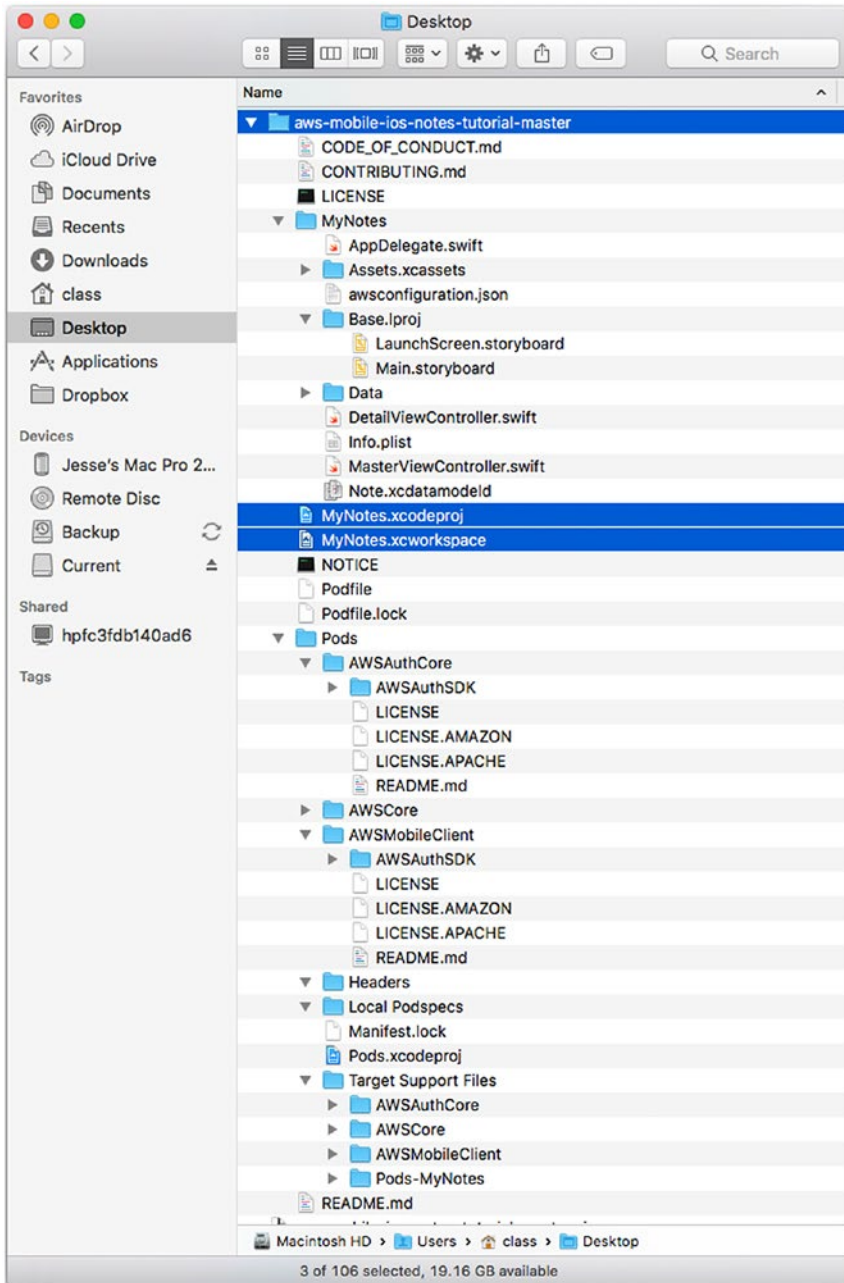 Desktop
Search
Favorites
AirDrop
iCloud Drive
Documents
Recents
Downloads
class
Desktop
Applications
Dropbox
Devices
Jesse's Mac Pro 2...
Remote Disc
Backup
Current
Shared
hpfc3fdb140ad6
Tags
Name
aws-mobile-ios-notes-tutorial-master
CODE_OF_CONDUCT.md
CONTRIBUTING.md
LICENSE
MyNotes
AppDelegate.swift
Assets.xcassets
awsconfiguration.json
Base.lproj
LaunchScreen.storyboard
Main.storyboard
Data
DetailViewController.swift
Info.plist
MasterViewController.swift
Note.xcdatamodeld
MyNotes.xcodeproj
MyNotes.xcworkspace
NOTICE
Podfile
Podfile.lock
Pods
AWSAuthCore
AWSAuthSDK
LICENSE
LICENSE.AMAZON
LICENSE.APACHE
README.md
AWSCore
AWSMobileClient
AWSAuthSDK
LICENSE
LICENSE.AMAZON
LICENSE.APACHE
README.md
Headers
Local Podspecs
Manifest.lock
Pods.xcodeproj
Target Support Files
AWSAuthCore
AWSCore
AWSMobileClient
Pods-MyNotes
README.md
Macintosh HD › Users › class › Desktop
3 of 106 selected, 19.16 GB available